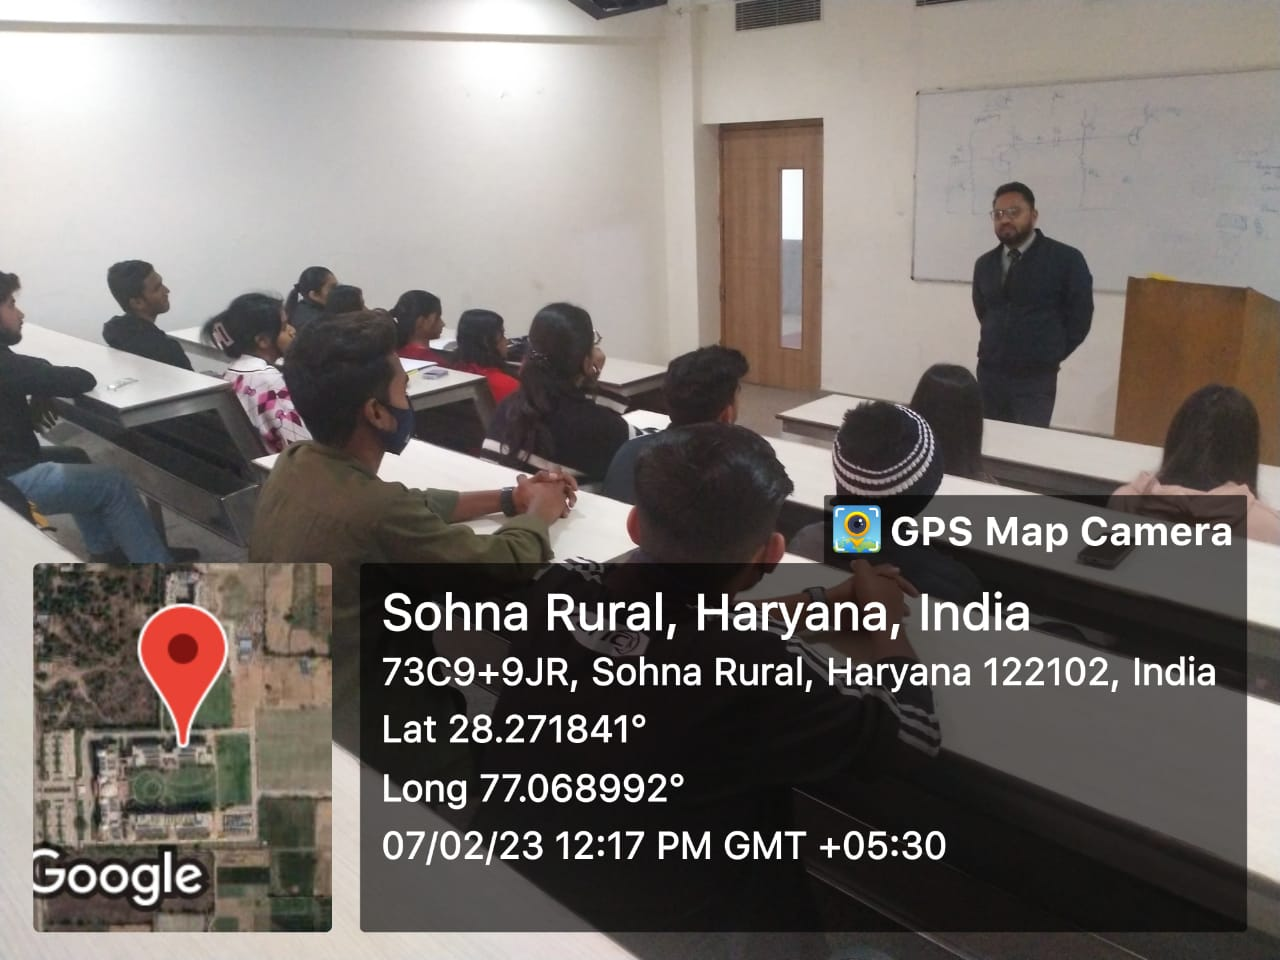 GPS Map Camera
Sohna Rural, Haryana, India
73C9+9JR, Sohna Rural, Haryana 122102, India
Lat 28.271841°
Long 77.068992°
07/02/23 12:17 PM GMT +05:30
Google